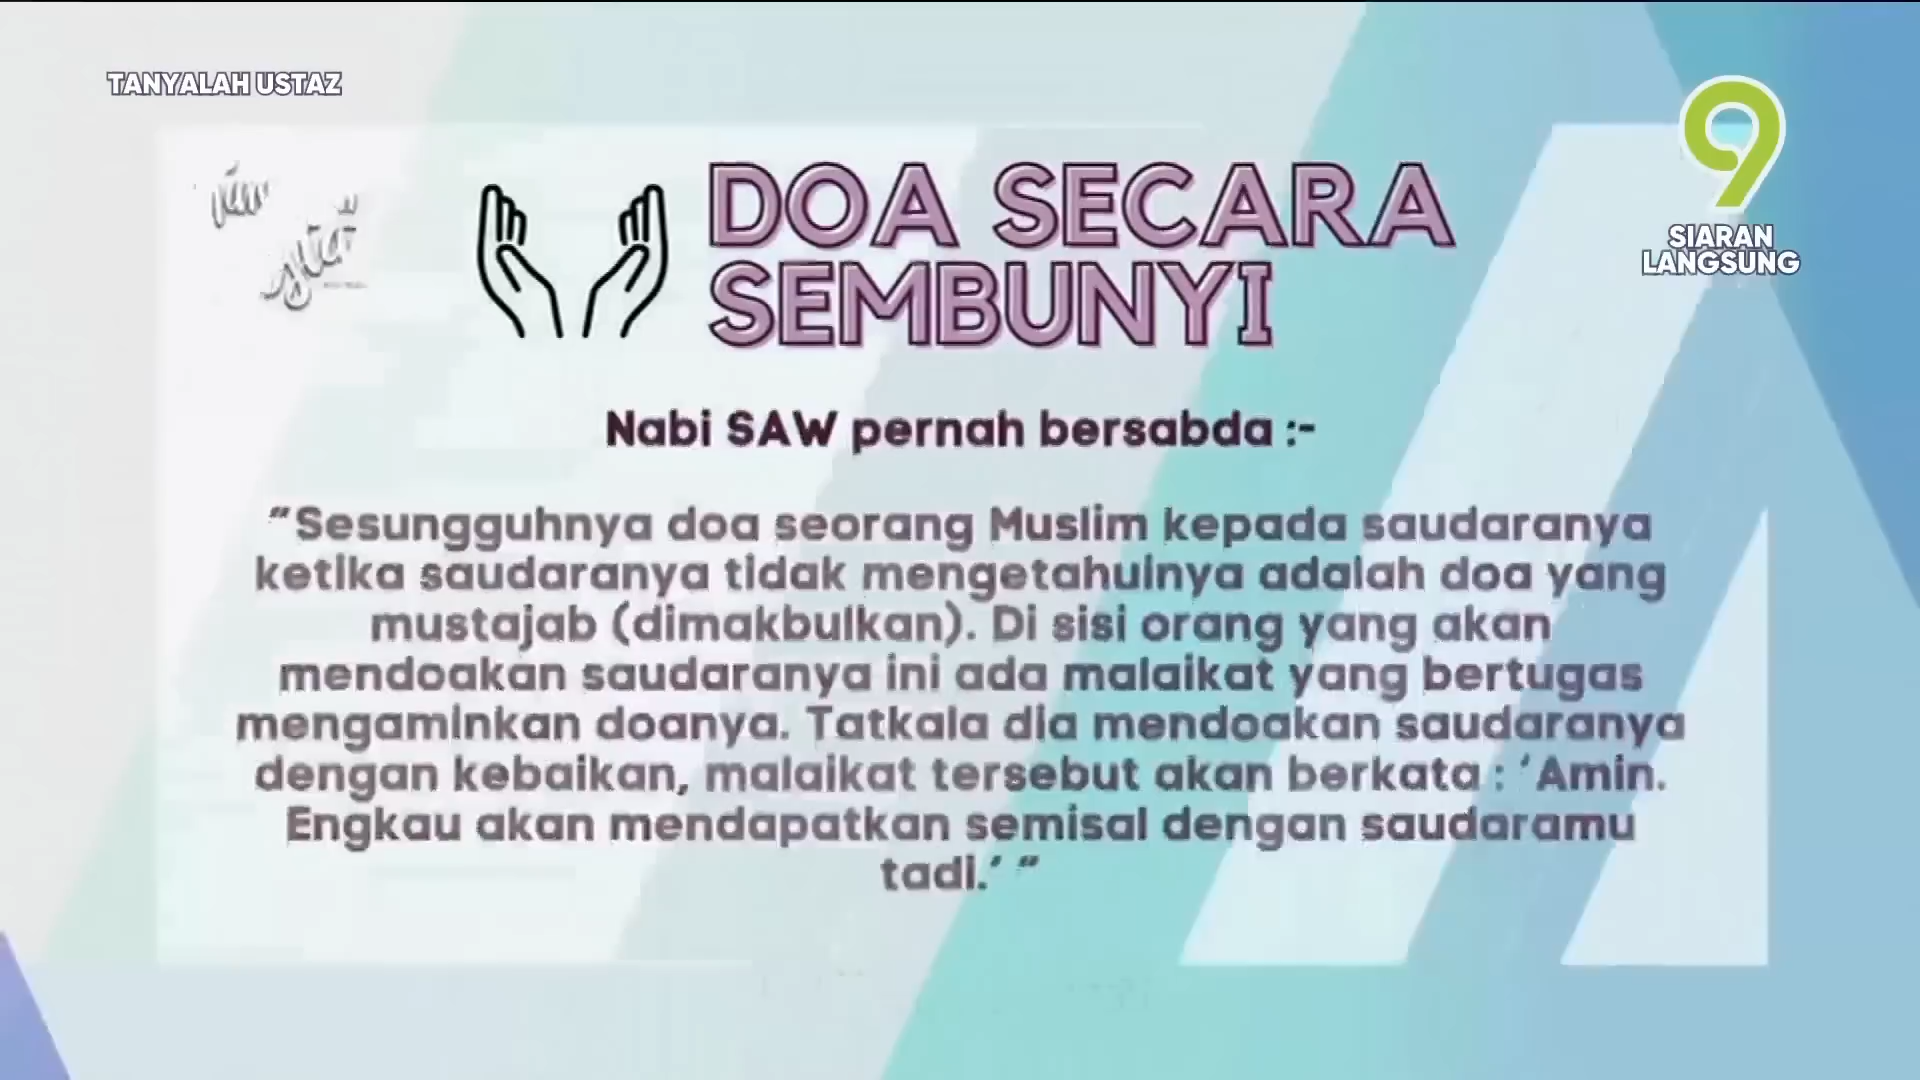 TANYALAH USTAZ
9
SIARAN
LANGSUNG
DOA SECARA
SEMBUNYI
Nabi SAW pernah bersabda :-
"Sesungguhnya doa seorang Muslim kepada saudaranya
ketika saudaranya tidak mengetahuinya adalah doa yang
mustajab (dimakbulkan). Di sisi orang yang akan
mendoakan saudaranya ini ada malaikat yang bertugas
mengaminkan doanya. Tatkala dia mendoakan saudaranya
dengan kebaikan, malaikat tersebut akan berkata : 'Amin.
Engkau akan mendapatkan semisal dengan saudaramu
tadi.' "